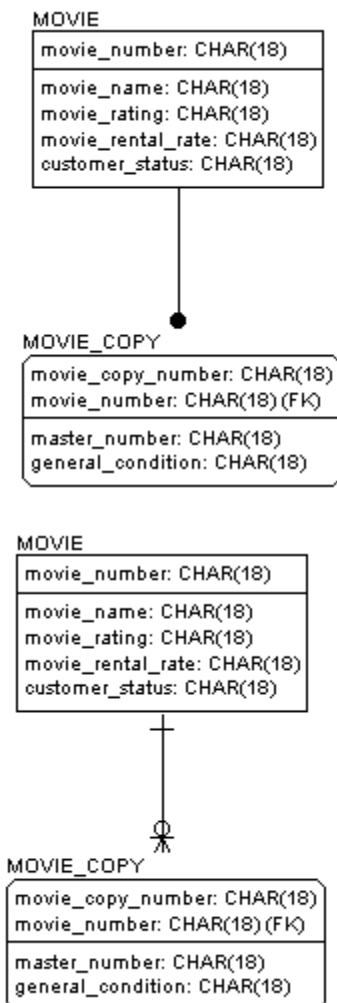 MOVIE
movie_number: CHAR(18)
movie_name: CHAR(18)
movie_rating: CHAR(18)
movie_rental_rate: CHAR(18)
customer_status: CHAR(18)
MOVIE_COPY
movie_copy_number: CHAR(18)
movie_number: CHAR(18) (FK)
master_number: CHAR(18)
general_condition: CHAR(18)
MOVIE
movie_number: CHAR(18)
movie_name: CHAR(18)
movie_rating: CHAR(18)
movie_rental_rate: CHAR(18)
customer_status: CHAR(18)
MOVIE_COPY
movie_copy_number: CHAR(18)
movie_number: CHAR(18) (FK)
master_number: CHAR(18)
general_condition: CHAR(18)